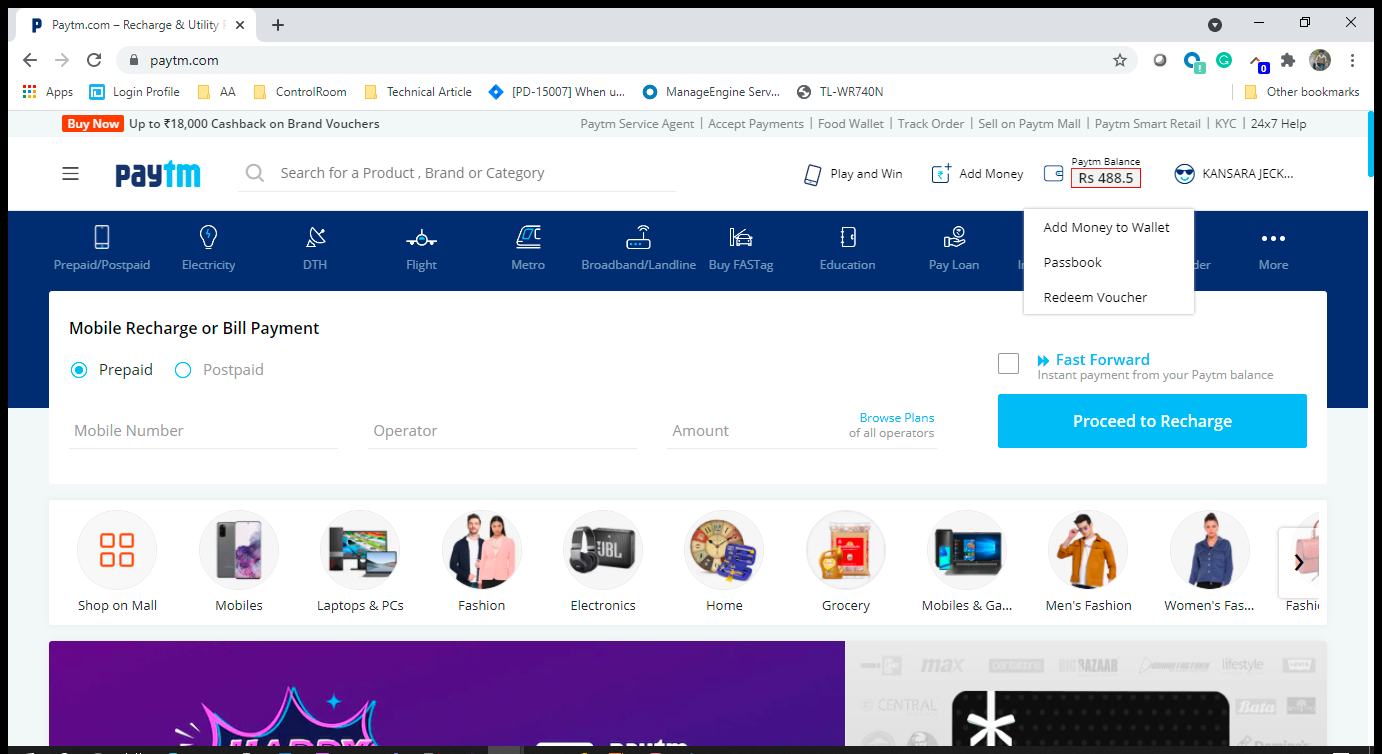 Paytm.com – Recharge & Utility
paytm.com
Apps
Login Profile
AA
ControlRoom
Technical Article
[PD-15007] When u...
ManageEngine Serv...
TL-WR740N
Other bookmarks
Buy Now Up to ₹18,000 Cashback on Brand Vouchers
Paytm Service Agent | Accept Payments | Food Wallet | Track Order | Sell on Paytm Mall | Paytm Smart Retail | KYC | 24x7 Help
paytm
Search for a Product , Brand or Category
Play and Win
Add Money
Paytm Balance
Rs 488.5
KANSARA JECK...
Add Money to Wallet
Passbook
Redeem Voucher
Prepaid/Postpaid
Electricity
DTH
Flight
Metro
Broadband/Landline
Buy FASTag
Education
Pay Loan
der
More
Mobile Recharge or Bill Payment
Prepaid
Postpaid
Fast Forward
Instant payment from your Paytm balance
Mobile Number
Operator
Amount
Browse Plans
of all operators
Proceed to Recharge
JBL
Shop on Mall
Mobiles
Laptops & PCs
Fashion
Electronics
Home
Grocery
Mobiles & Ga...
Men's Fashion
Women's Fas...
Fashi
max
BIG BAZAAR
lifestyle
CENTRAL
Bata
HAPPY
paytm
Domino's